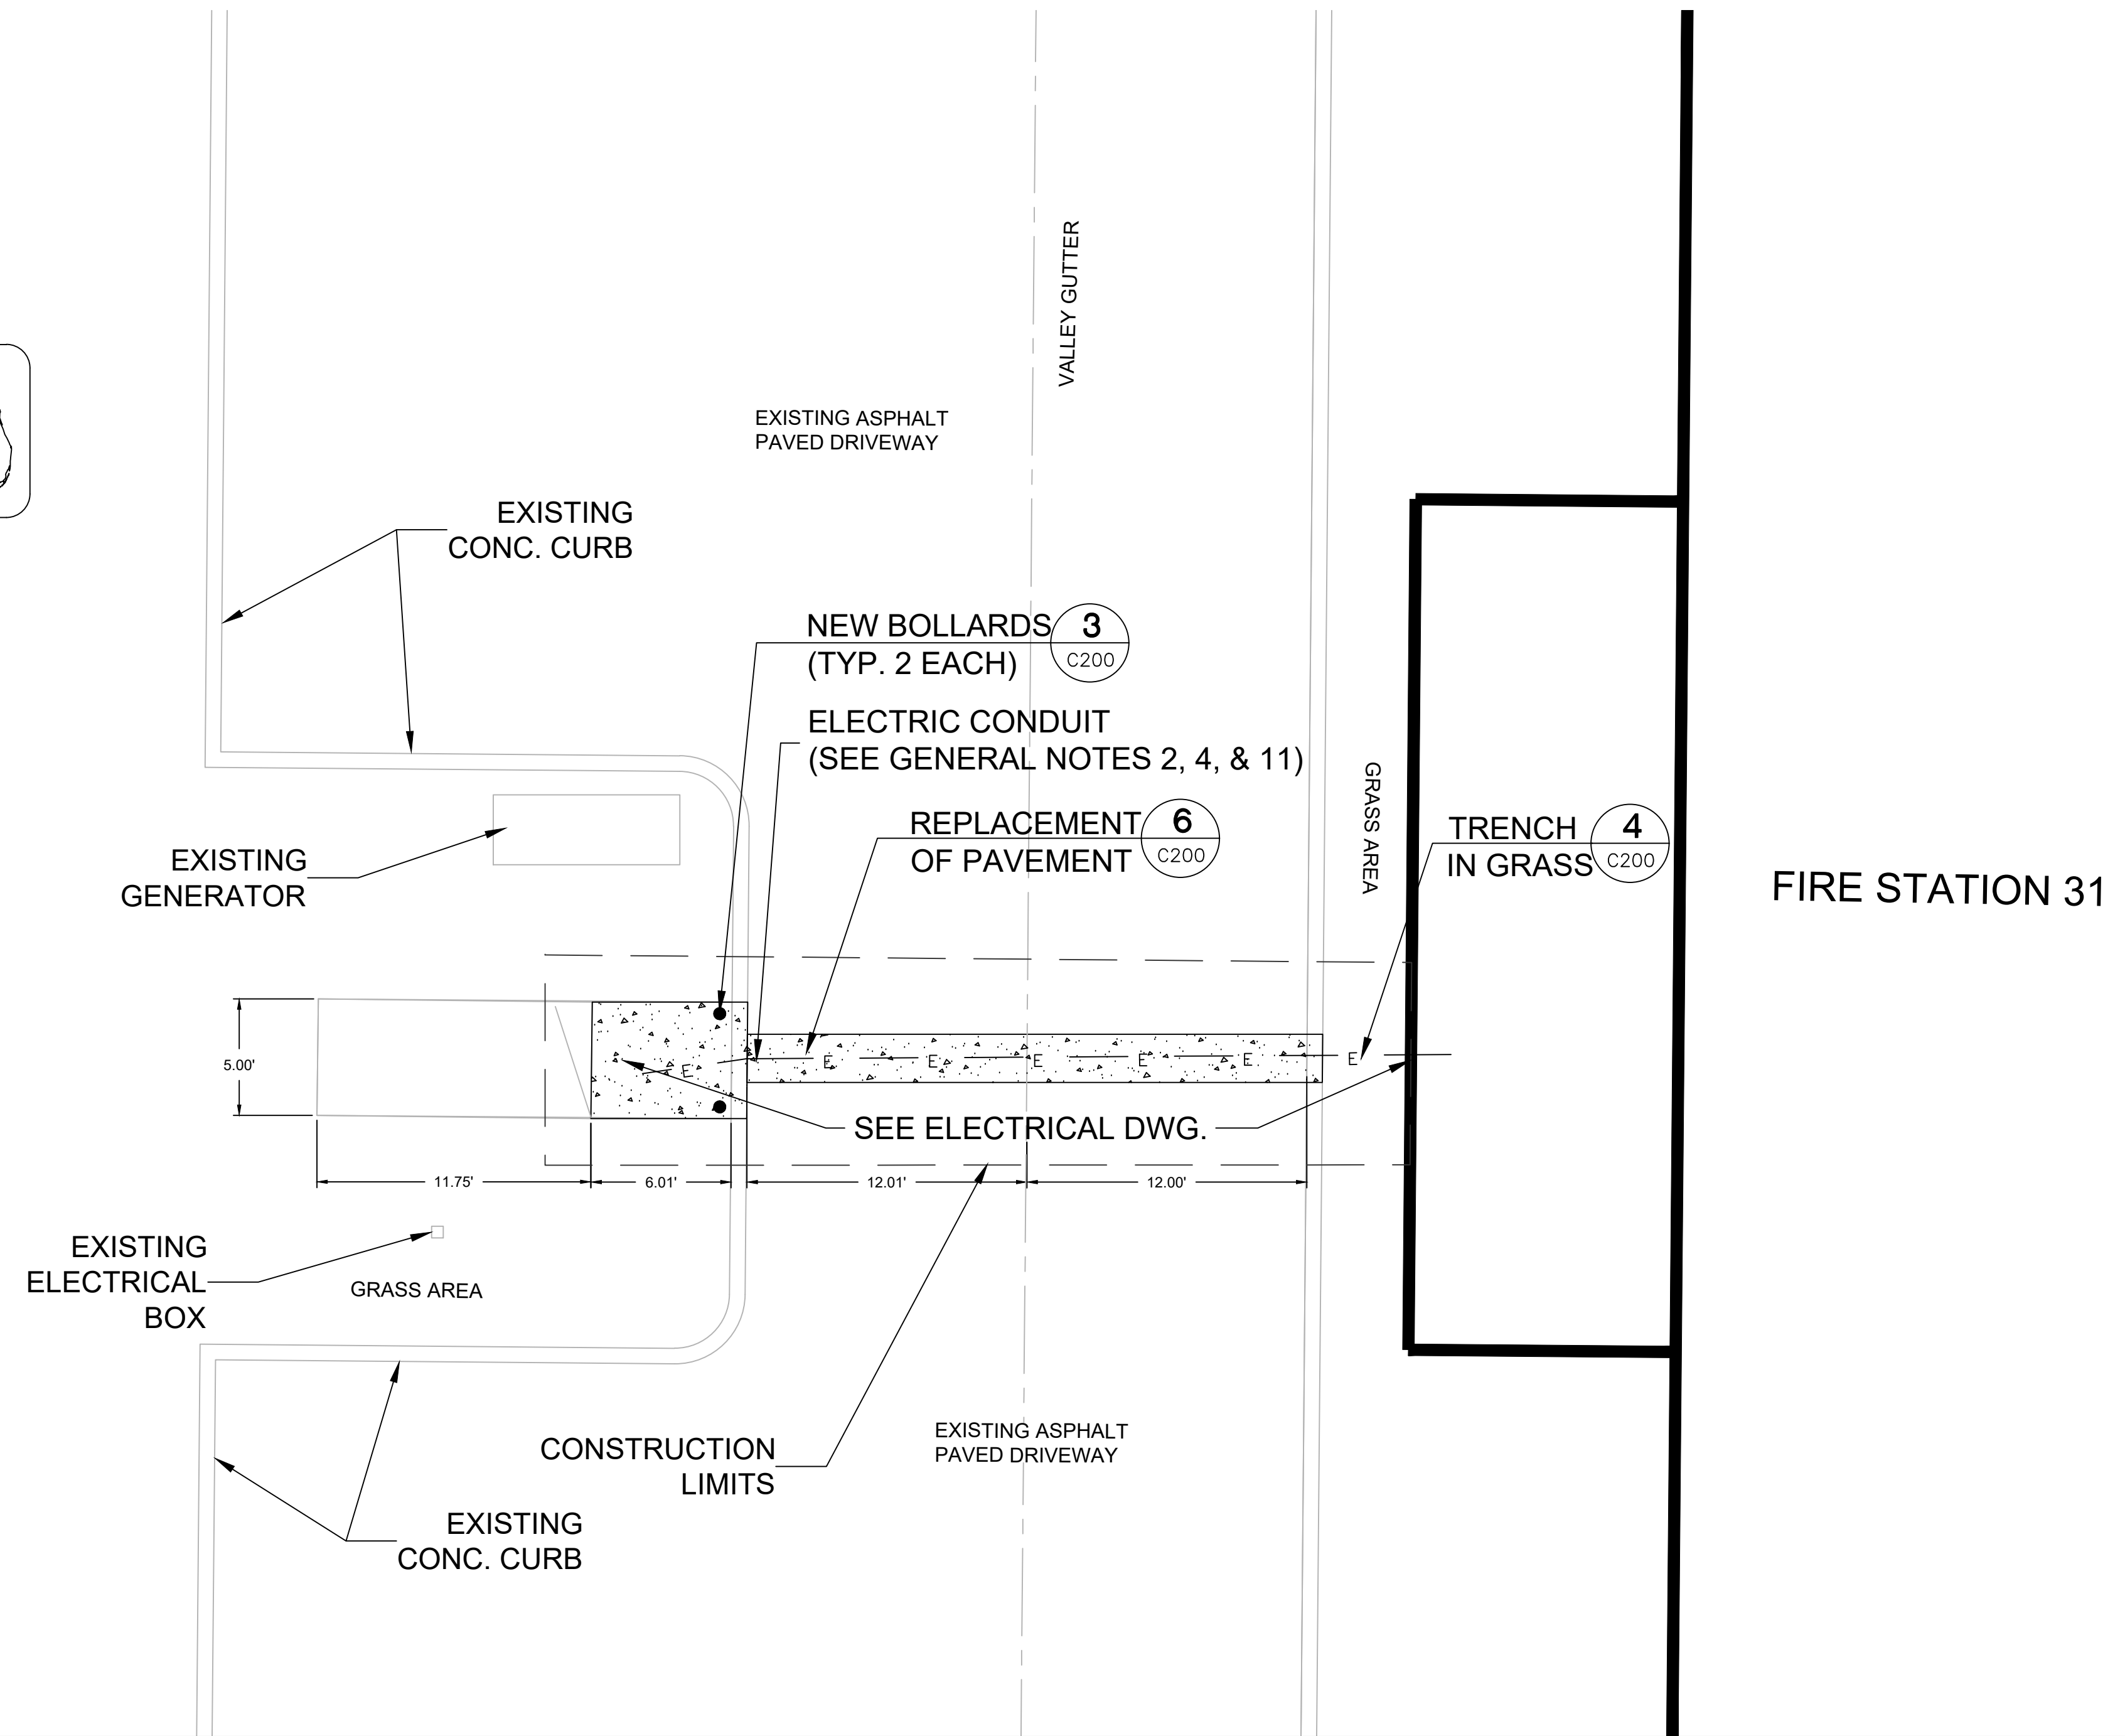 VALLEY GUTTER
EXISTING ASPHALT
PAVED DRIVEWAY
EXISTING
CONC. CURB
NEW BOLLARDS
(TYP. 2 EACH)
3
C200
ELECTRIC CONDUIT
(SEE GENERAL NOTES 2, 4, & 11)
REPLACEMENT
OF PAVEMENT
6
C200
GRASS AREA
TRENCH
IN GRASS
4
C200
FIRE STATION 31
EXISTING
GENERATOR
5.00'
E
E
E
E
E
E
E
SEE ELECTRICAL DWG.
11.75'
6.01'
12.01'
12.00'
EXISTING
ELECTRICAL
BOX
GRASS AREA
CONSTRUCTION
LIMITS
EXISTING ASPHALT
PAVED DRIVEWAY
EXISTING
CONC. CURB